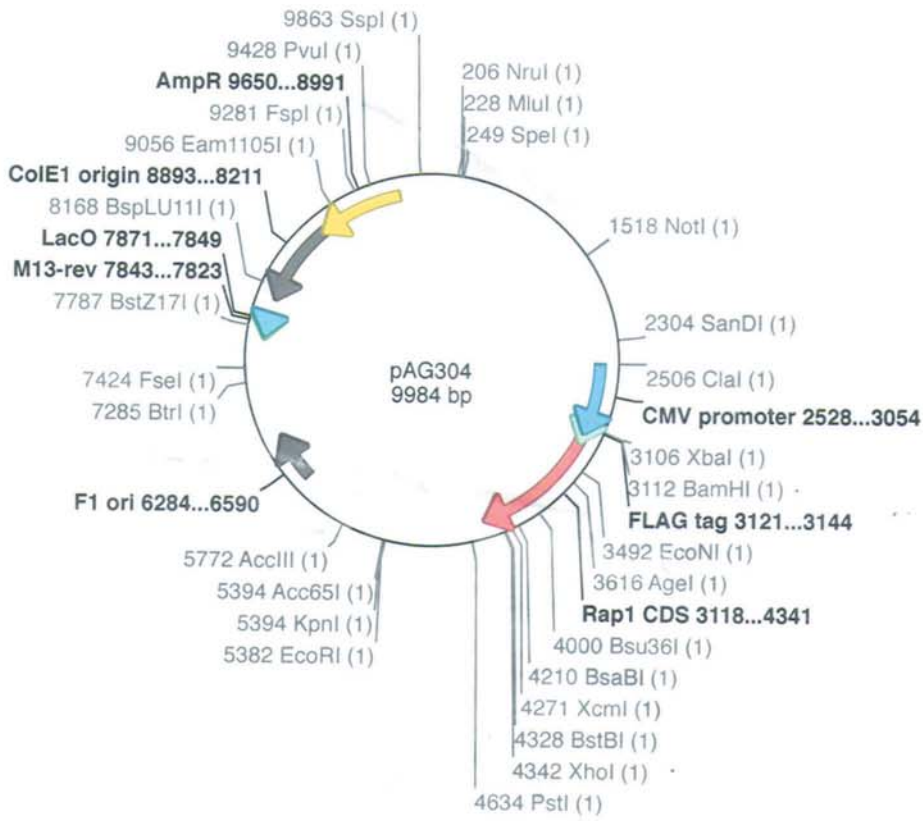 9863 SspI (1)
9428 PvuI (1)
AmpR 9650...8991
9281 FspI (1)
9056 Eam1105I (1)
ColE1 origin 8893...8211
8168 BspLU11I (1)
LacO 7871...7849
M13-rev 7843...7823
7787 BstZ17I (1)
7424 FseI (1)
7285 BtrI (1)
F1 ori 6284...6590
5772 AccIII (1)
5394 Acc65I (1)
5394 KpnI (1)
5382 EcoRI (1)
pAG304
9984 bp
206 NruI (1)
228 MluI (1)
249 SpeI (1)
1518 NotI (1)
2304 SanDI (1)
2506 ClaI (1)
CMV promoter 2528...3054
3106 XbaI (1)
3112 BamHI (1)
FLAG tag 3121...3144
3492 EcoNI (1)
3616 AgeI (1)
Rap1 CDS 3118...4341
4000 Bsu36I (1)
4210 BsaBI (1)
4271 XcmI (1)
4328 BstBI (1)
4342 XhoI (1)
4634 PstI (1)